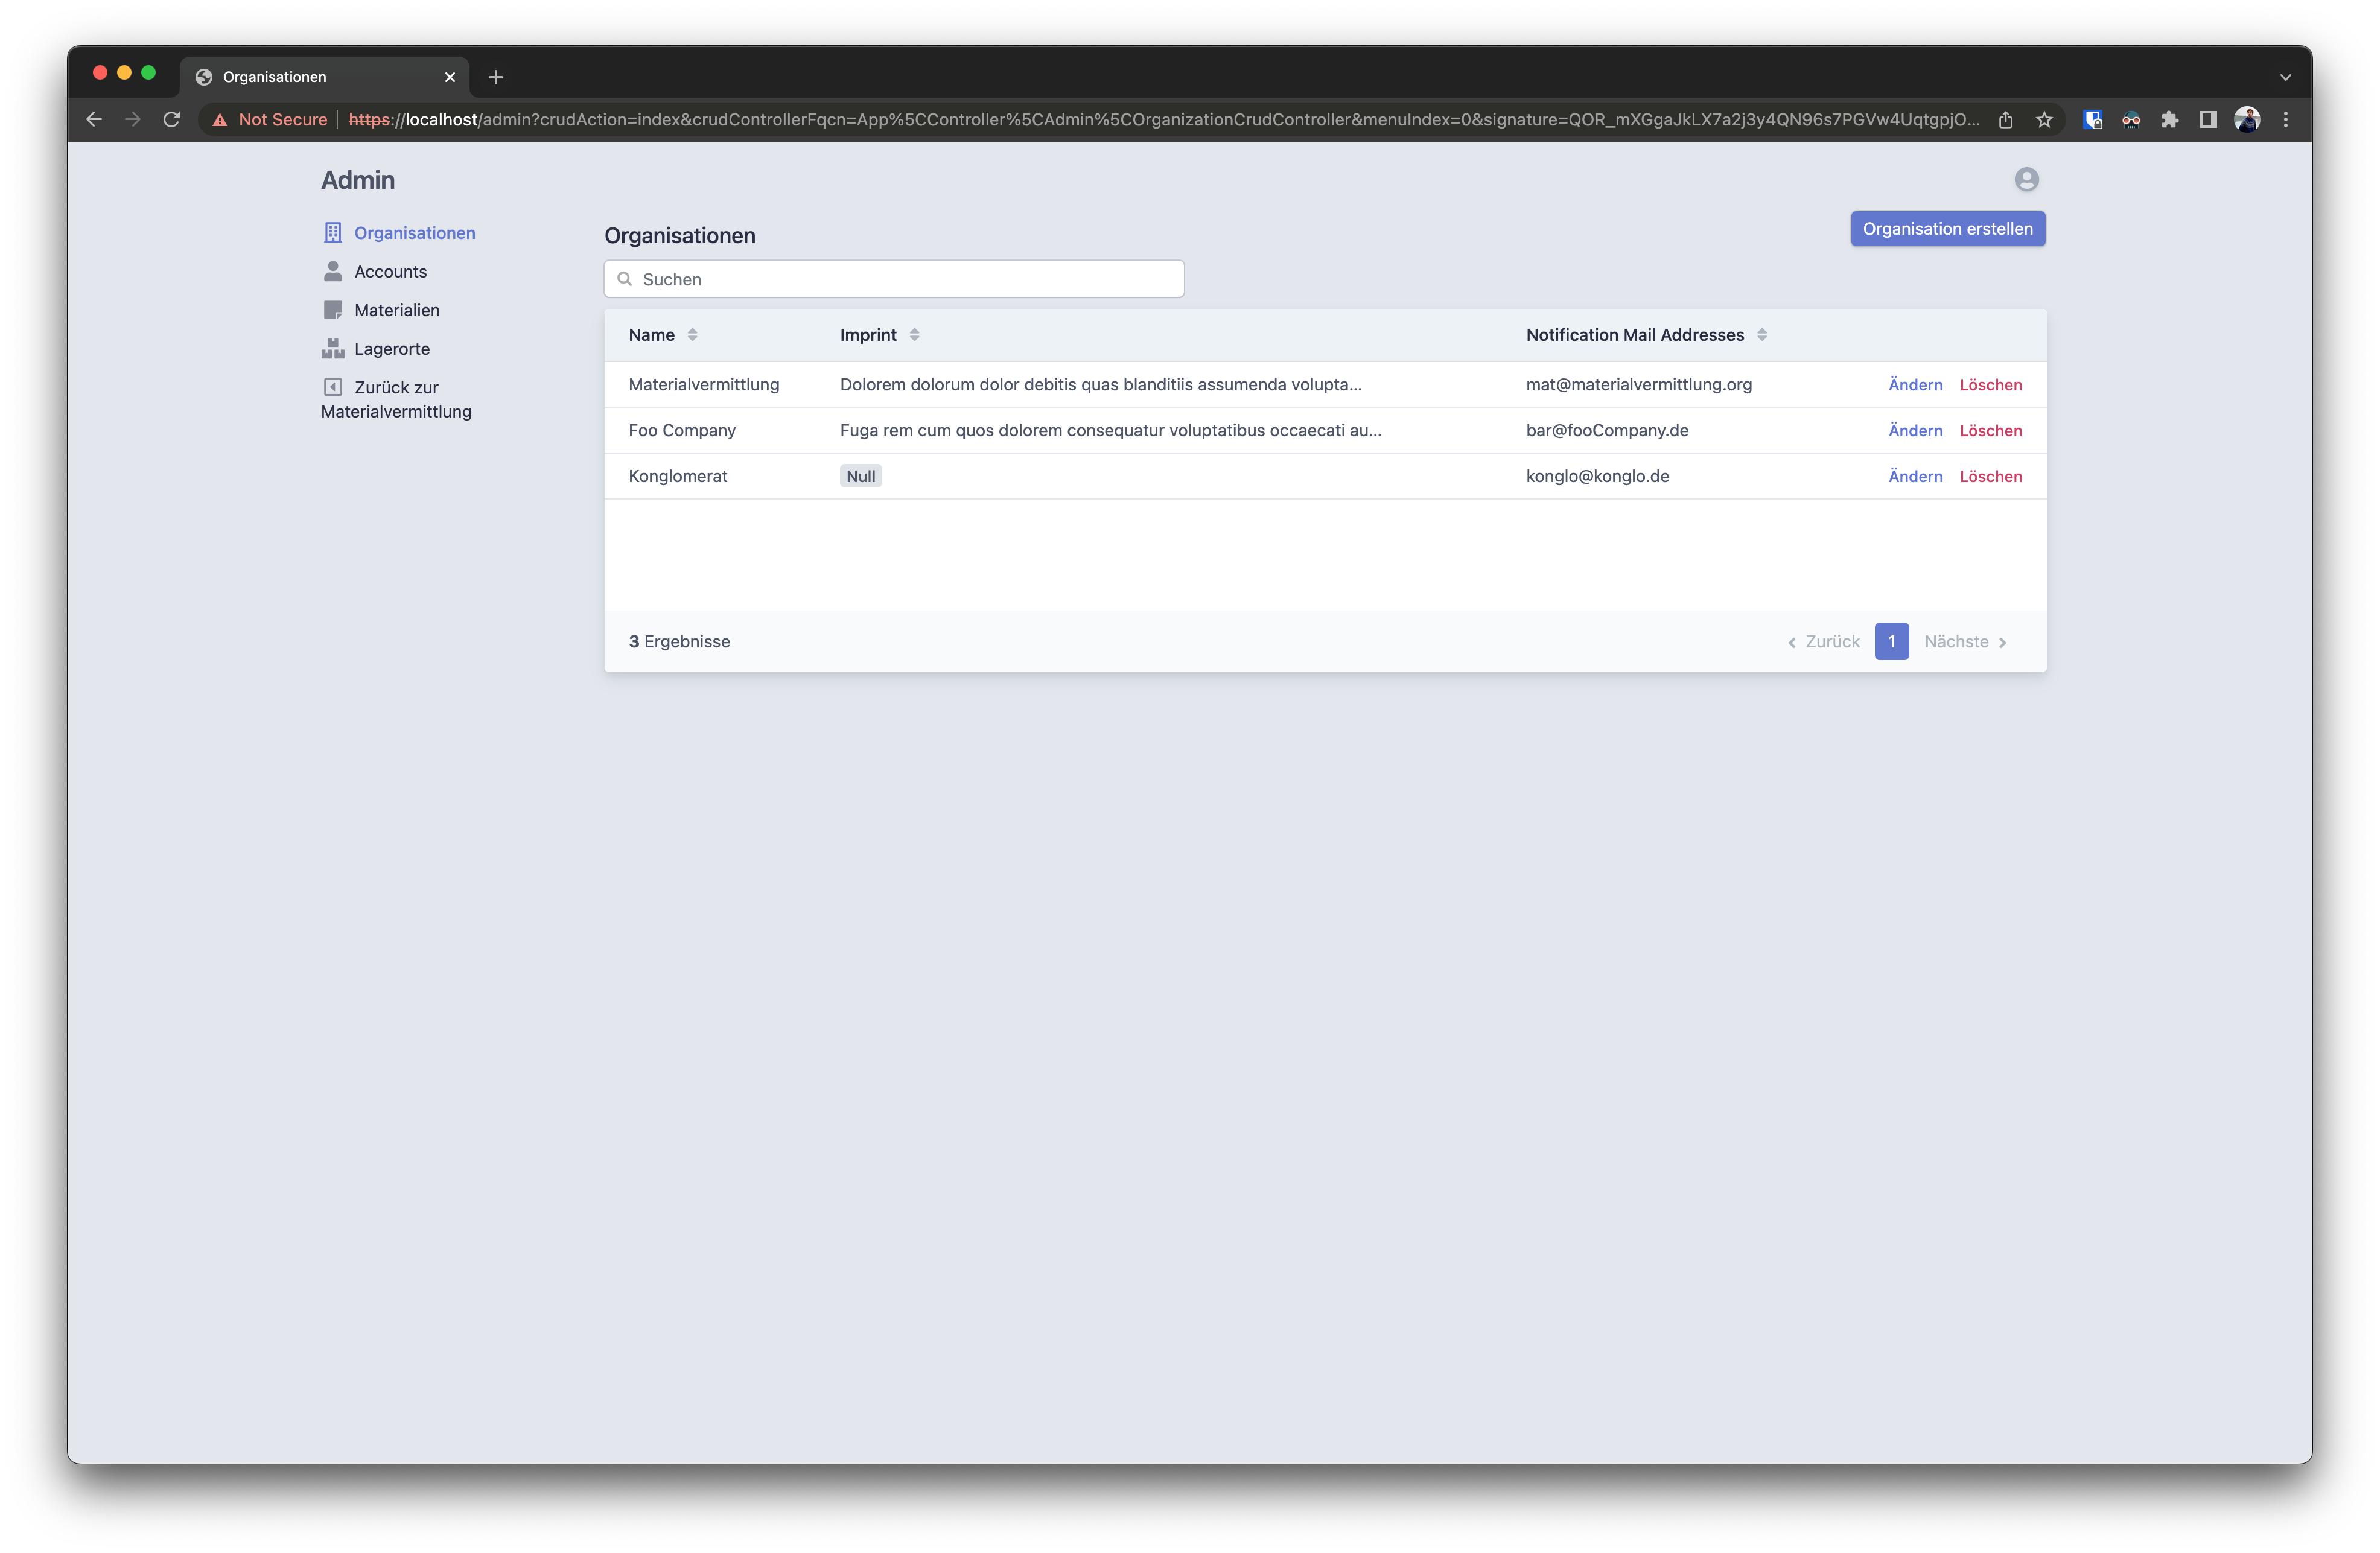 Organisationen
Not Secure https://localhost/admin?crudAction=index&crudControllerFqcn=App%5CController%5CAdmin%5COrganizationCrudController&menuIndex=0&signature=QOR_mXGgaJkLX7a2j3y4QN96s7PGVw4UqtgpjO...
Admin
Organisationen
Accounts
Materialien
Lagerorte
Zurück zur
Materialvermittlung
Organisationen
Organisation erstellen
Suchen
Name Imprint Notification Mail Addresses
Materialvermittlung Dolorem dolorum dolor debitis quas blanditiis assumenda volupta... mat@materialvermittlung.org Ändern Löschen
Foo Company Fuga rem cum quos dolorem consequatur voluptatibus occaecati au... bar@fooCompany.de Ändern Löschen
Konglomerat Null konglo@konglo.de Ändern Löschen
3 Ergebnisse Zurück 1 Nächste